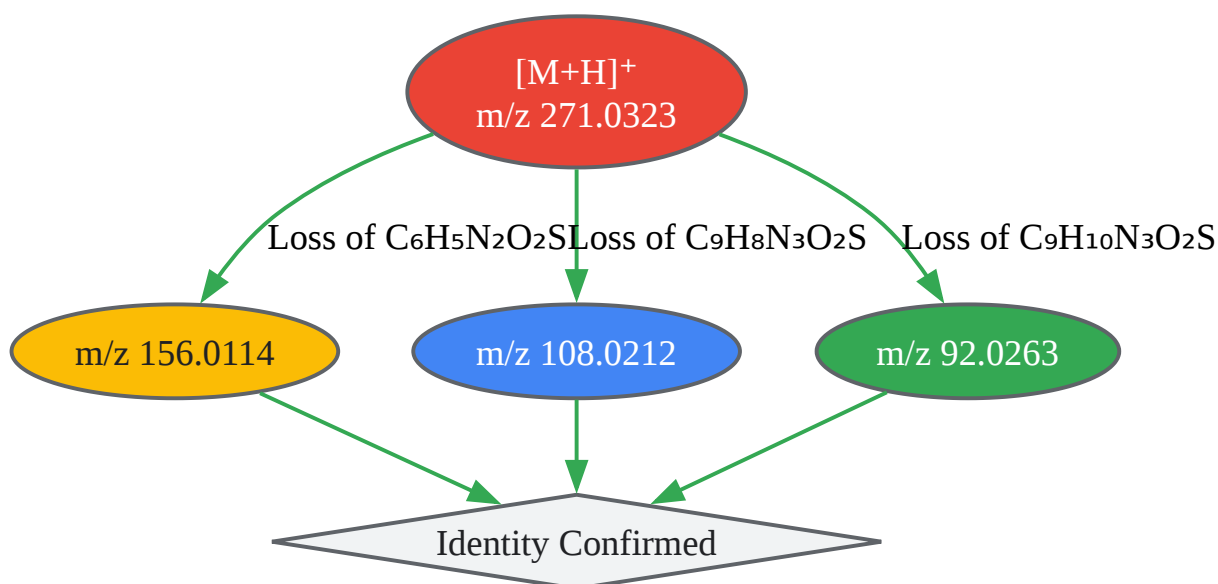 [M+H]⁺
m/z 271.0323
Loss of C₆H₅N₂O₂S
Loss of C₉H₈N₃O₂S
Loss of C₉H₁₀N₃O₂S
m/z 156.0114
m/z 108.0212
m/z 92.0263
Identity Confirmed